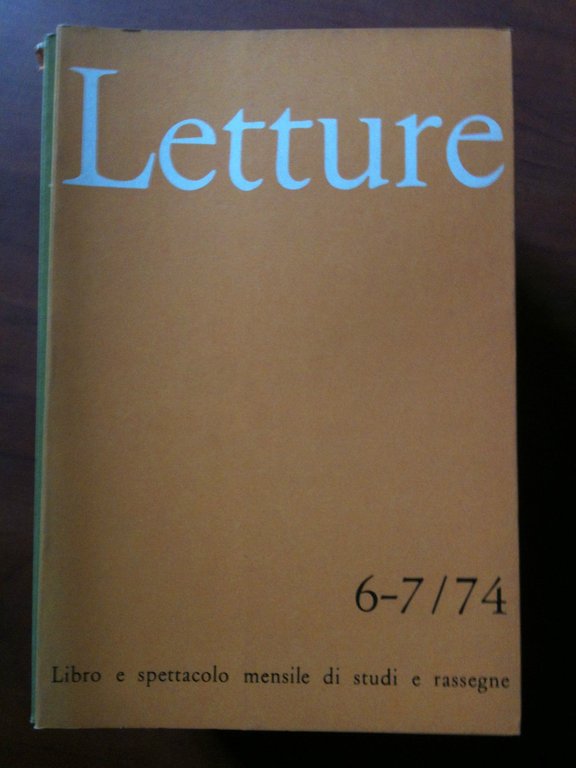 Letture
6-7/74
Libro e spettacolo mensile di studi e rassegne